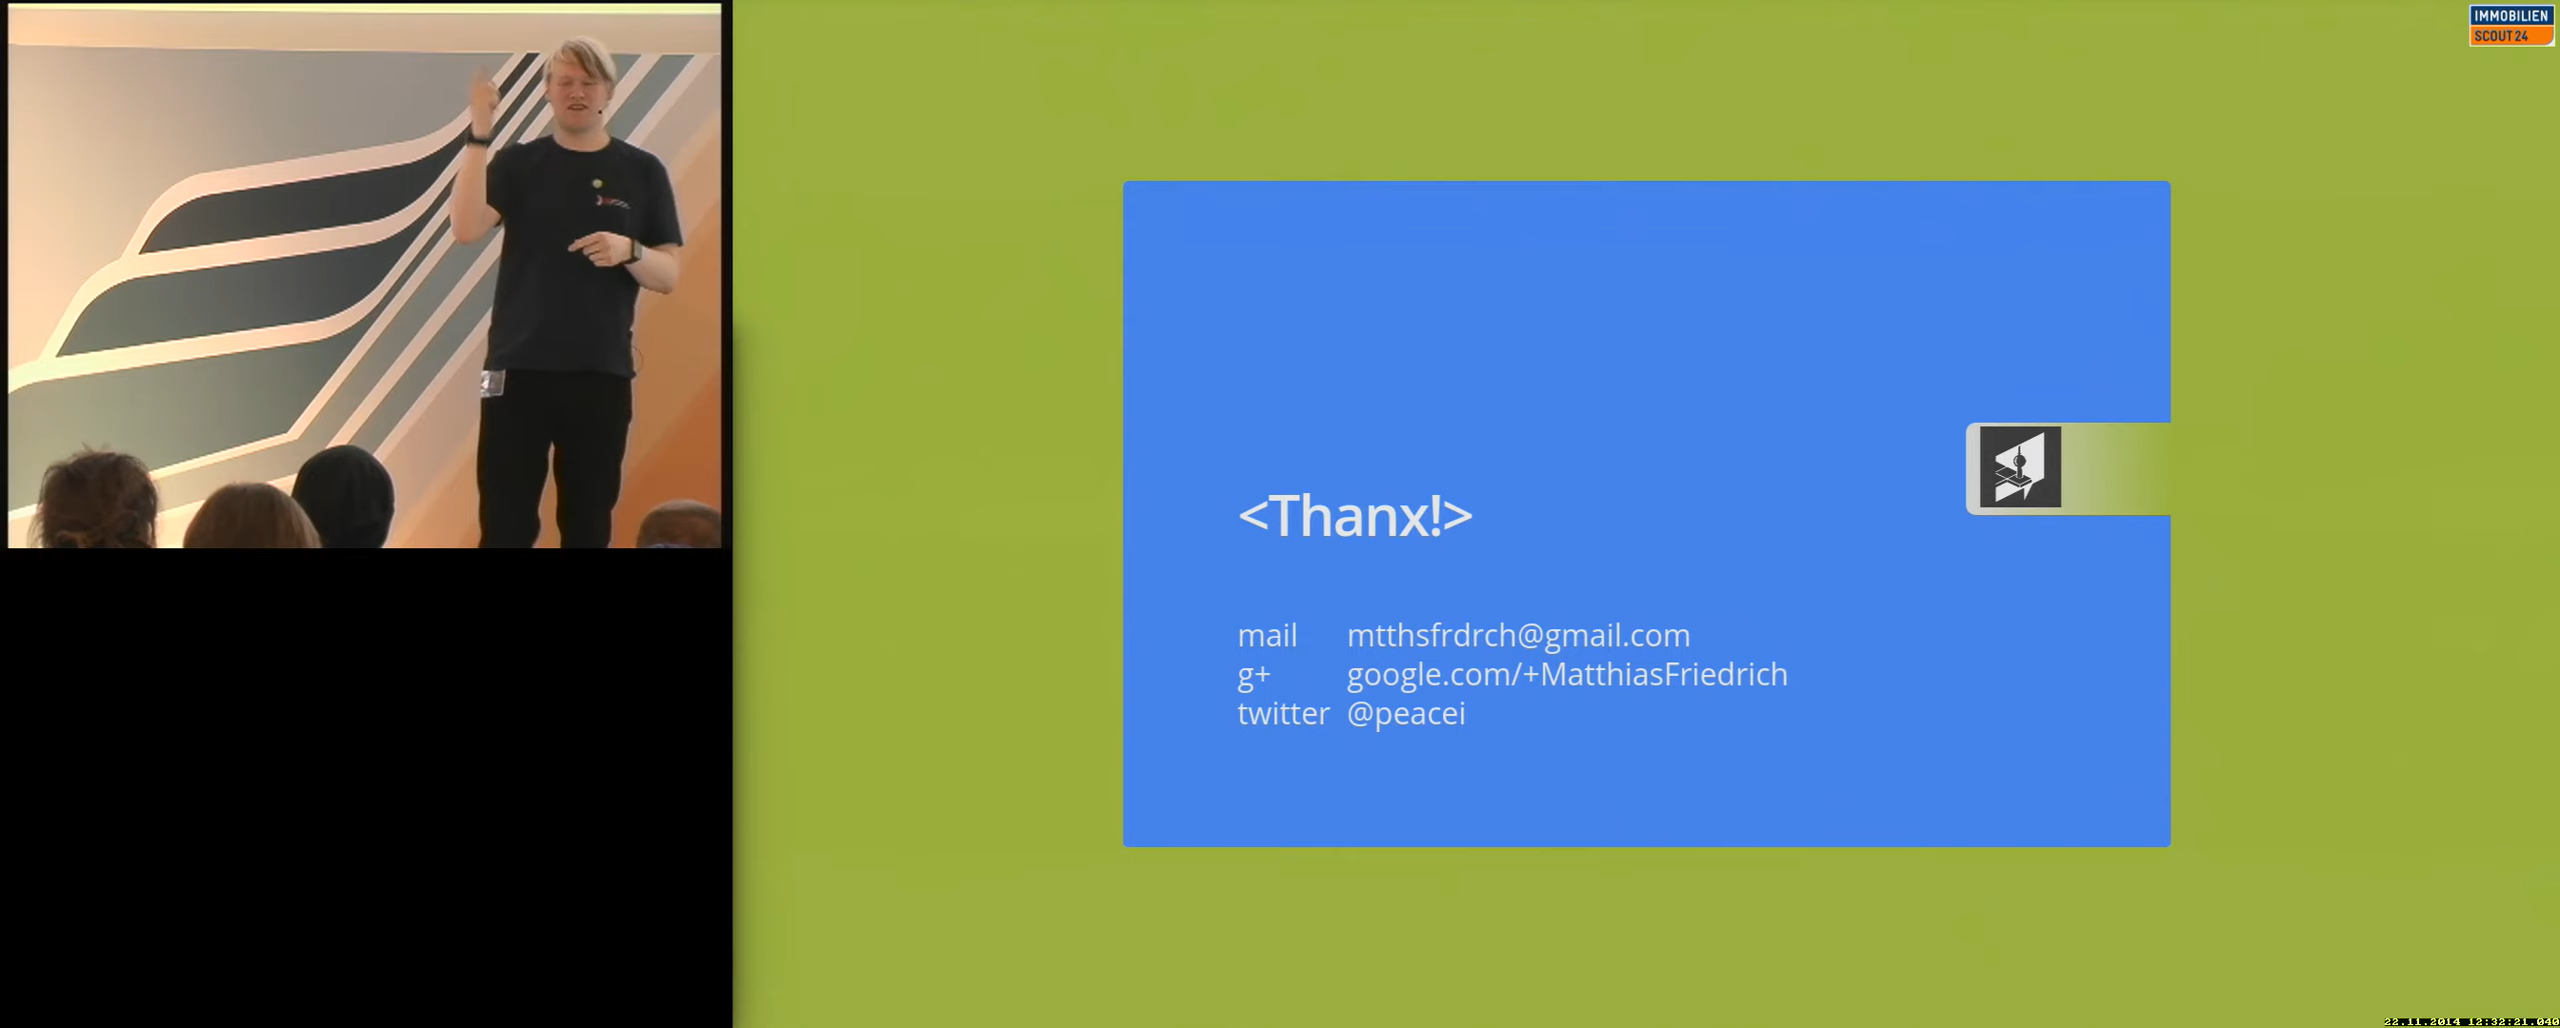 IMMOBILIEN
SCOUT24
<Thanx!>
mail mtthsfrdrch@gmail.com
g+ google.com/+MatthiasFriedrich
twitter @peacei
22.11.2014 12:32:21.040